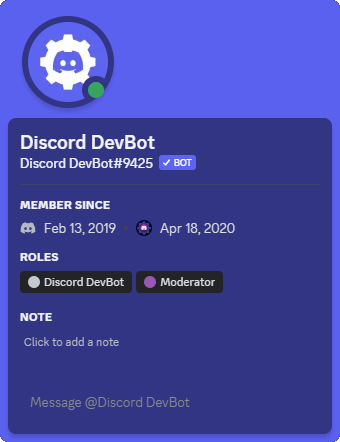 Discord DevBot
Discord DevBot#9425 ✓ BOT
MEMBER SINCE
Feb 13, 2019 Apr 18, 2020
ROLES
Discord DevBot Moderator
NOTE
Click to add a note
Message @Discord DevBot